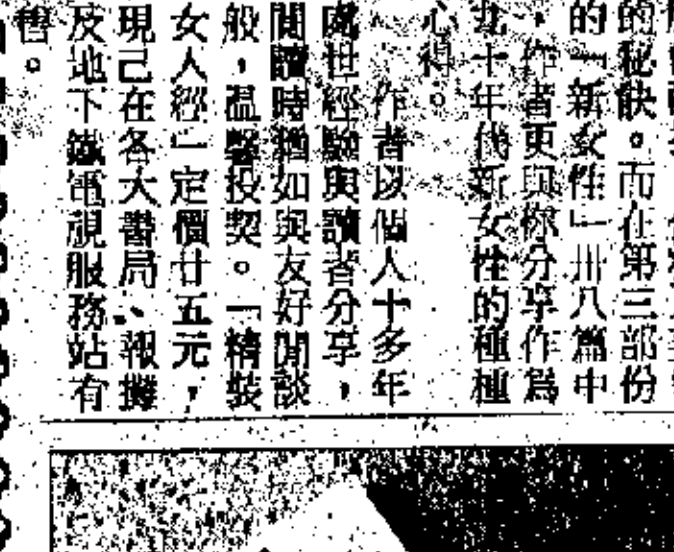 的秘訣。而在第三部份
的「新女性」卅八篇中
，作者更與你分享作為
九十年代新女性的種種
心得。
作者以個人十多年
處世經驗與讀者分享，
閱讀時猶如與友好閒談
般，温馨投契。「精裝
女人經」定價廿五元，
現已在各大書局、報攤
及地下鐵電視服務站有
售。